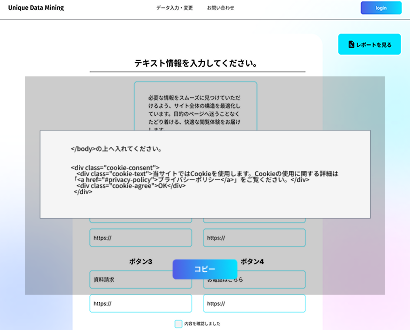 Unique Data Mining
データ入力・変更
お問い合わせ
login
レポートを見る
テキスト情報を入力してください。
必要な情報をスムーズに見つけていただ
けるよう、サイト全体の構造を最適化し
ています。目的のページへ迷うことなく
たどり着ける、快適な閲覧体験をお届け
します。
</body>の上へ入れてください。
<div class="cookie-consent">
<div class="cookie-text">当サイトではCookieを使用します。Cookieの使用に関する詳細は
「<a href="#privacy-policy">プライバシーポリシー</a>」をご覧ください。</div>
<div class="cookie-agree">OK</div>
</div>
https://
https://
ボタン3
ボタン4
コピー
資料請求
お電話はこちら
https://
https://
内容を確認しました